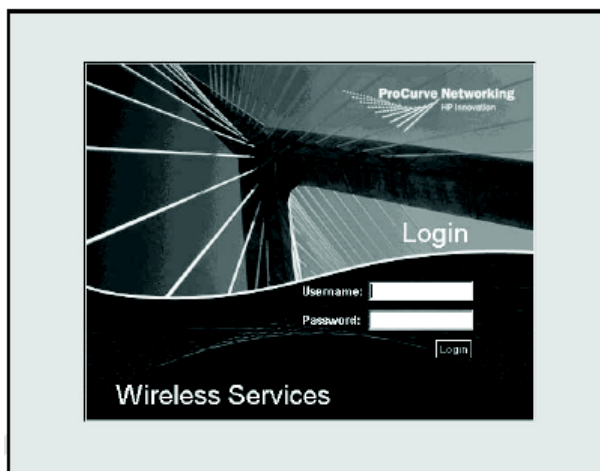 ProCurve Networking
HP Innovation
Login
Username:
Password:
Login
Wireless Services